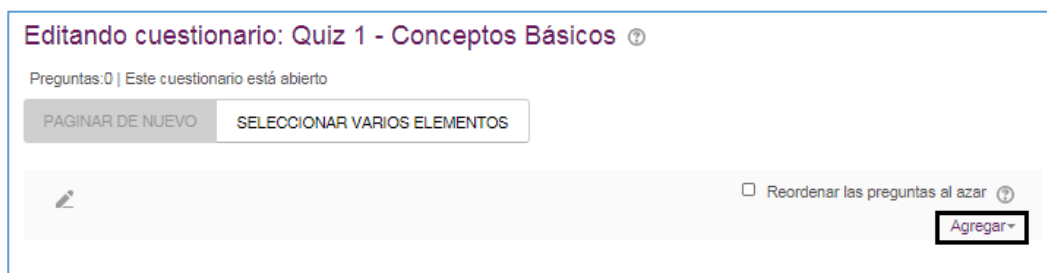 Editando cuestionario: Quiz 1 - Conceptos Básicos ?
Preguntas:0 | Este cuestionario está abierto
PAGINAR DE NUEVO SELECCIONAR VARIOS ELEMENTOS
Reordenar las preguntas al azar ?
Agregar